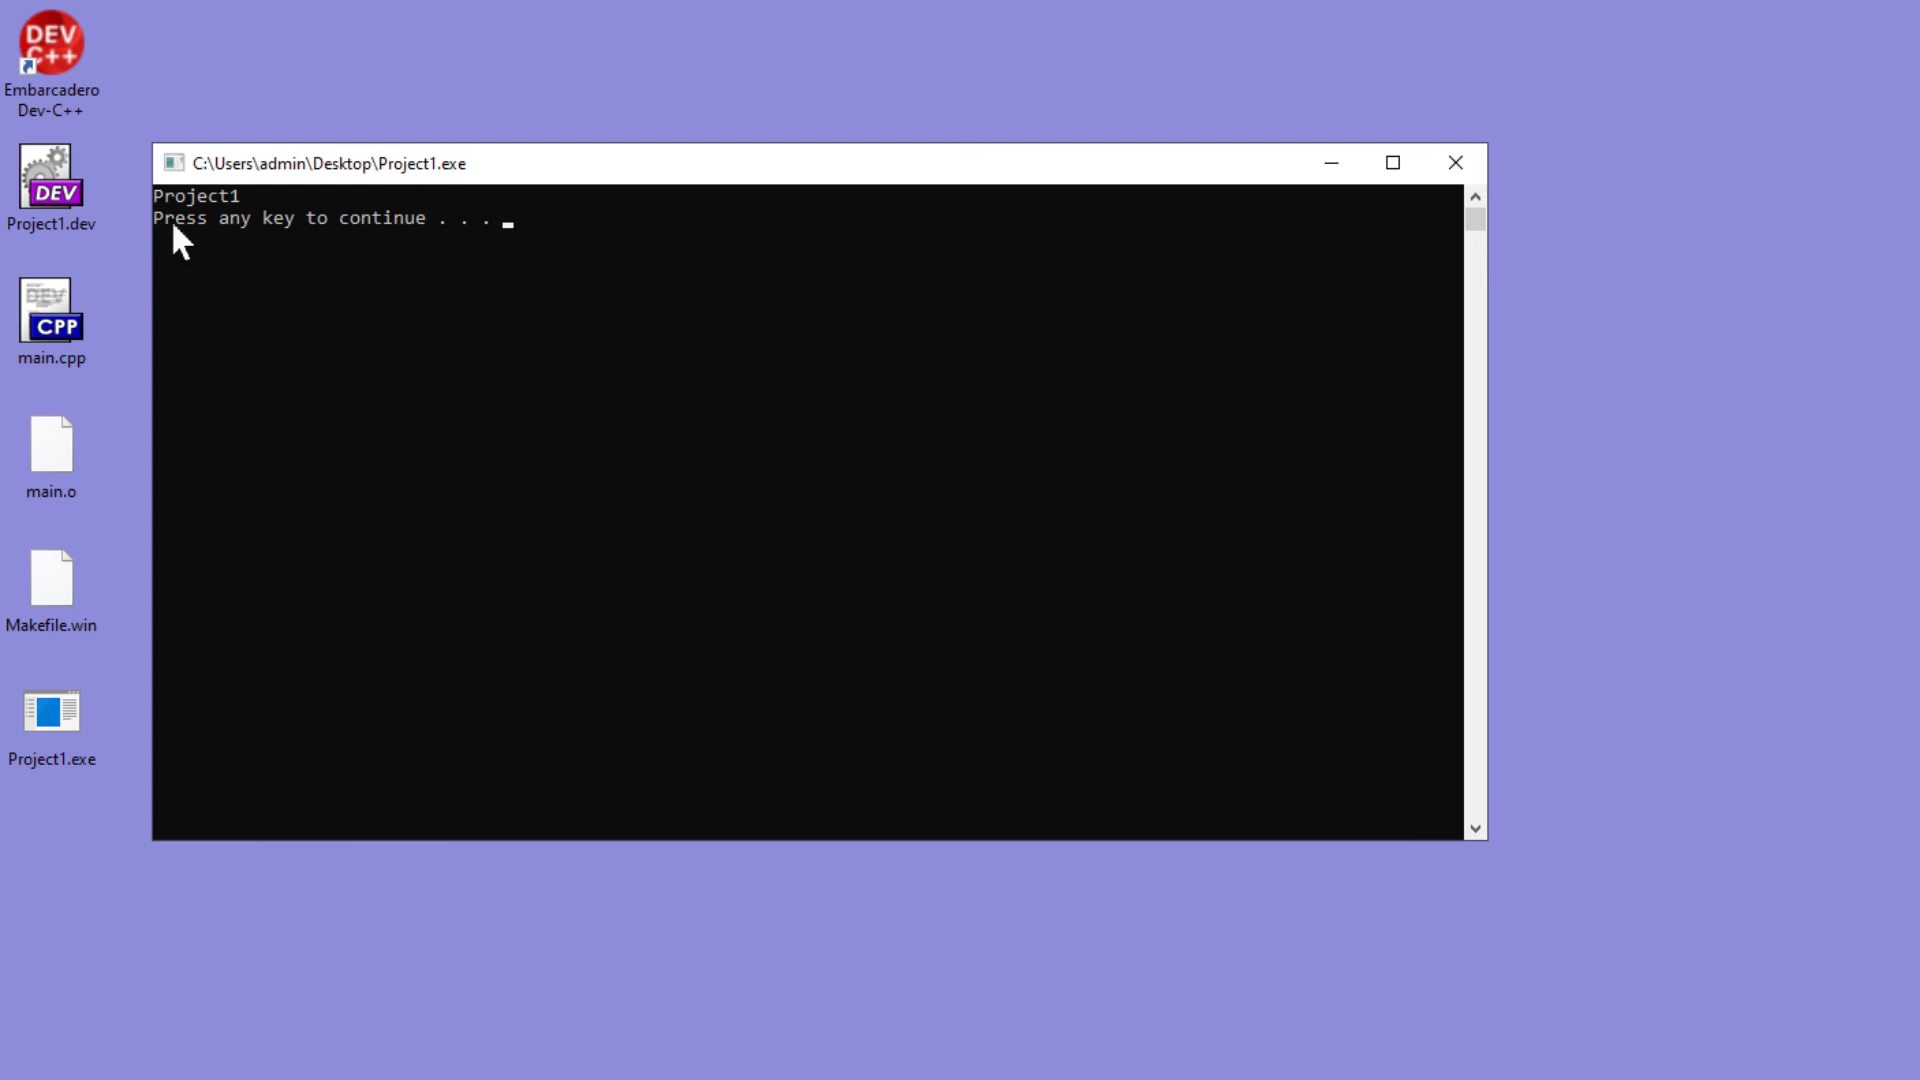 DEV
C++
Embarcadero
Dev-C++
DEV
Project1.dev
DEV
CPP
main.cpp
main.o
Makefile.win
Project1.exe
C:\Users\admin\Desktop\Project1.exe
Project1
Press any key to continue . . .